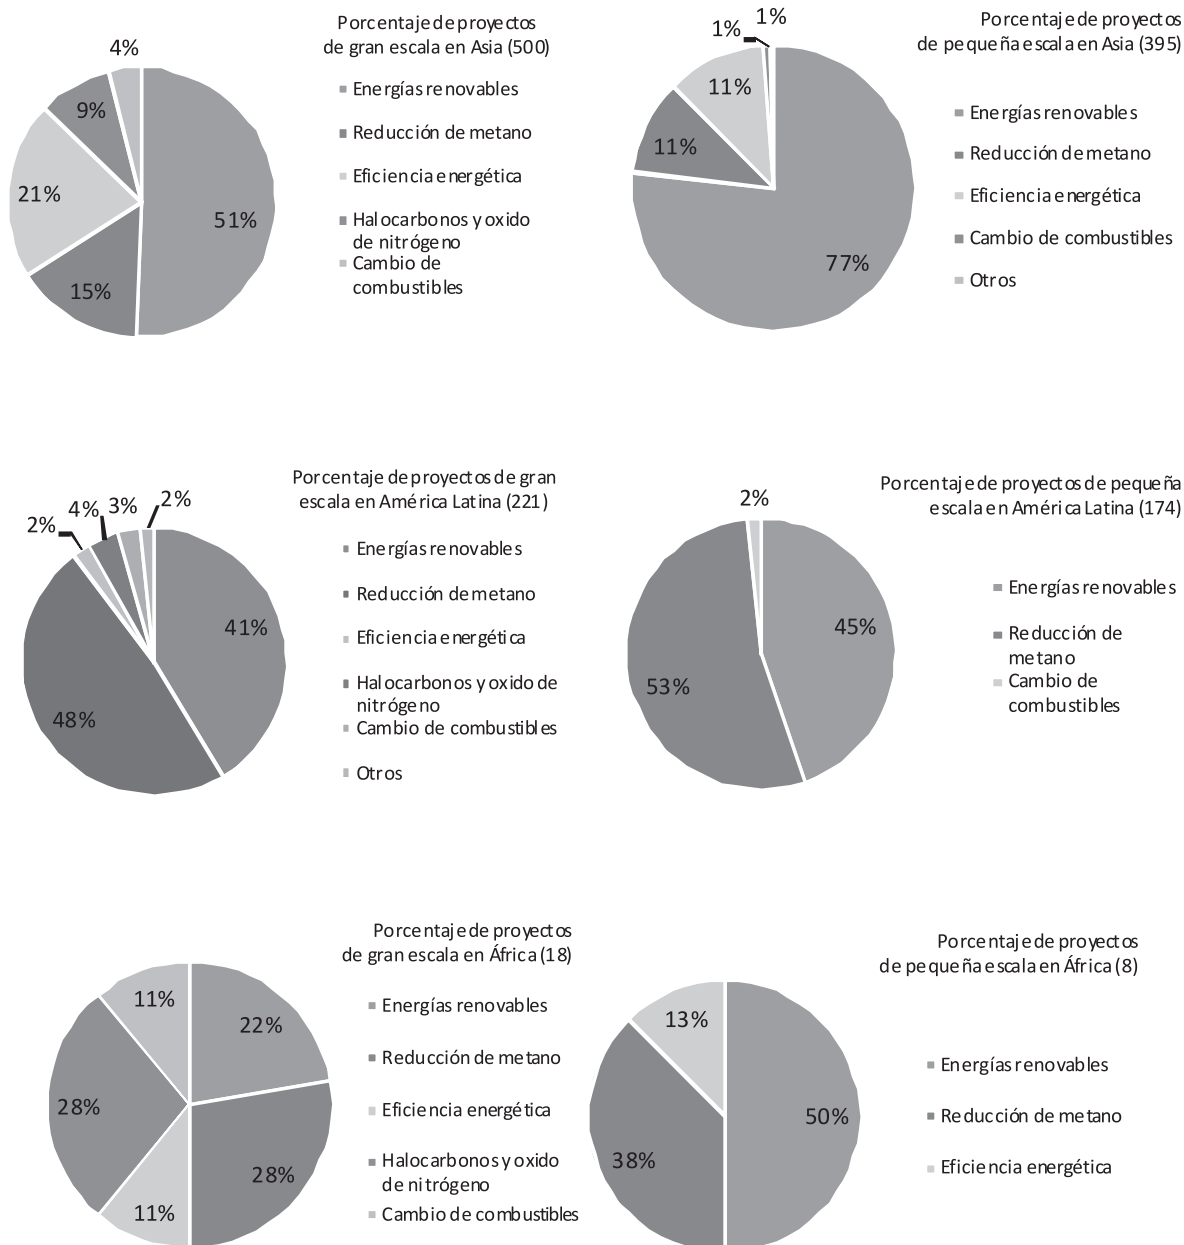 Porcentaje de proyectos
de gran escala en Asia (500)
4%
9%
21%
51%
15%
Energías renovables
Reducción de metano
Eficiencia energética
Halocarbonos y oxido
de nitrógeno
Cambio de
combustibles
Porcentaje de proyectos
de pequeña escala en Asia (395)
1%
1%
11%
11%
77%
Energías renovables
Reducción de metano
Eficiencia energética
Cambio de combustibles
Otros
Porcentaje de proyectos de gran
escala en América Latina (221)
2%
4%
3%
2%
41%
48%
Energías renovables
Reducción de metano
Eficiencia energética
Halocarbonos y oxido de
nitrógeno
Cambio de combustibles
Otros
Porcentaje de proyectos de pequeña
escala en América Latina (174)
2%
45%
53%
Energías renovables
Reducción de
metano
Cambio de
combustibles
Porcentaje de proyectos
de gran escala en África (18)
11%
22%
28%
28%
11%
Energías renovables
Reducción de metano
Eficiencia energética
Halocarbonos y oxido
de nitrógeno
Cambio de combustibles
Porcentaje de proyectos
de pequeña escala en África (8)
13%
50%
38%
Energías renovables
Reducción de metano
Eficiencia energética